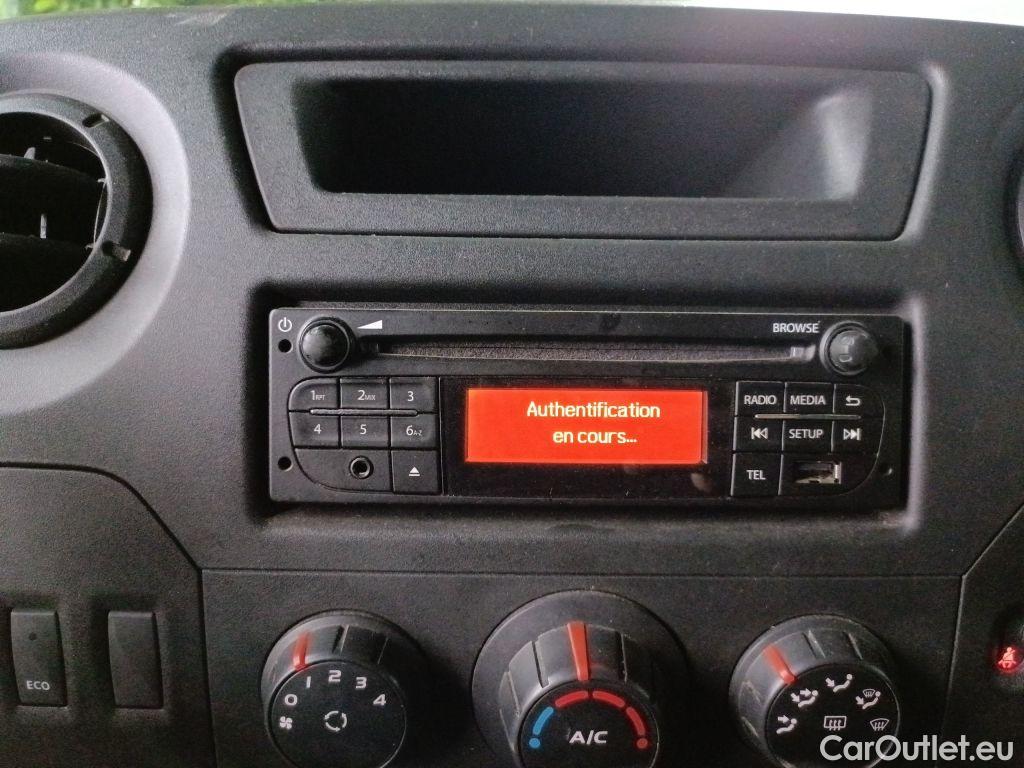 BROWSE
1RPT 2MIX 3
4 5 6A-Z
Authentification
en cours...
RADIO MEDIA
SETUP
TEL
ECO
0 1 2 3 4
A/C
CarOutlet.eu